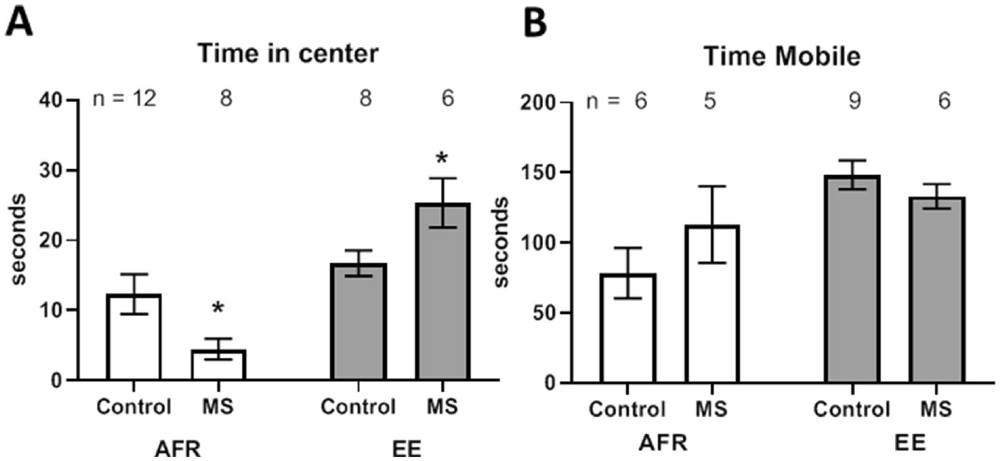 A
Time in center
n = 12 8 8 6
40
30
20
10
0
seconds
*
*
Control MS Control MS
AFR EE
B
Time Mobile
n = 6 5 9 6
200
150
100
50
0
seconds
Control MS Control MS
AFR EE